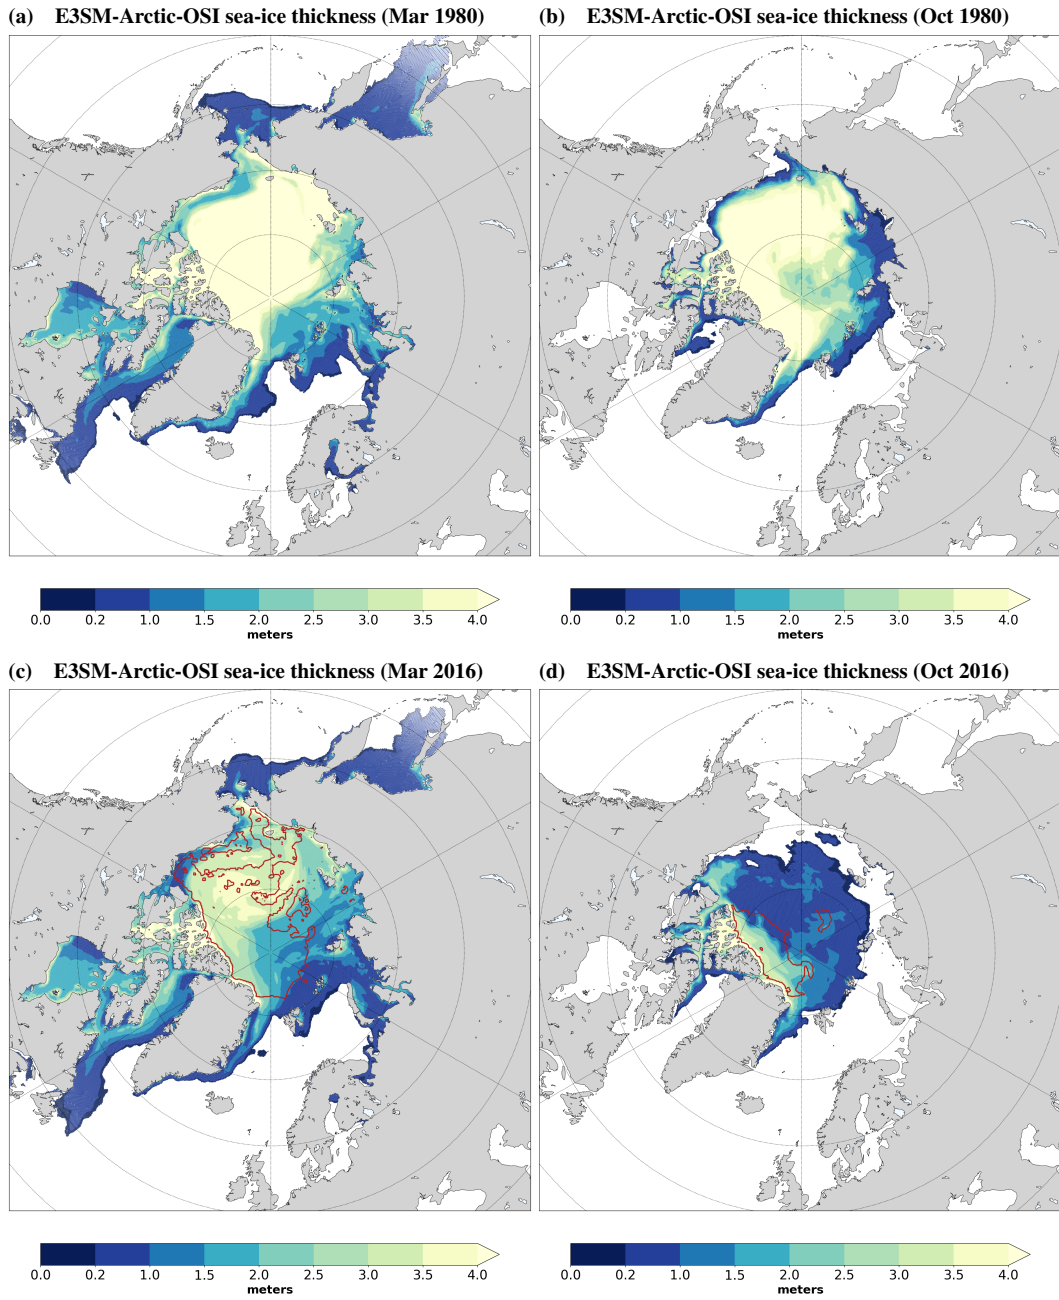 (a) E3SM-Arctic-OSI sea-ice thickness (Mar 1980)
(b) E3SM-Arctic-OSI sea-ice thickness (Oct 1980)
0.0 0.2 1.0 1.5 2.0 2.5 3.0 3.5 4.0
meters
0.0 0.2 1.0 1.5 2.0 2.5 3.0 3.5 4.0
meters
(c) E3SM-Arctic-OSI sea-ice thickness (Mar 2016)
(d) E3SM-Arctic-OSI sea-ice thickness (Oct 2016)
0.0 0.2 1.0 1.5 2.0 2.5 3.0 3.5 4.0
meters
0.0 0.2 1.0 1.5 2.0 2.5 3.0 3.5 4.0
meters